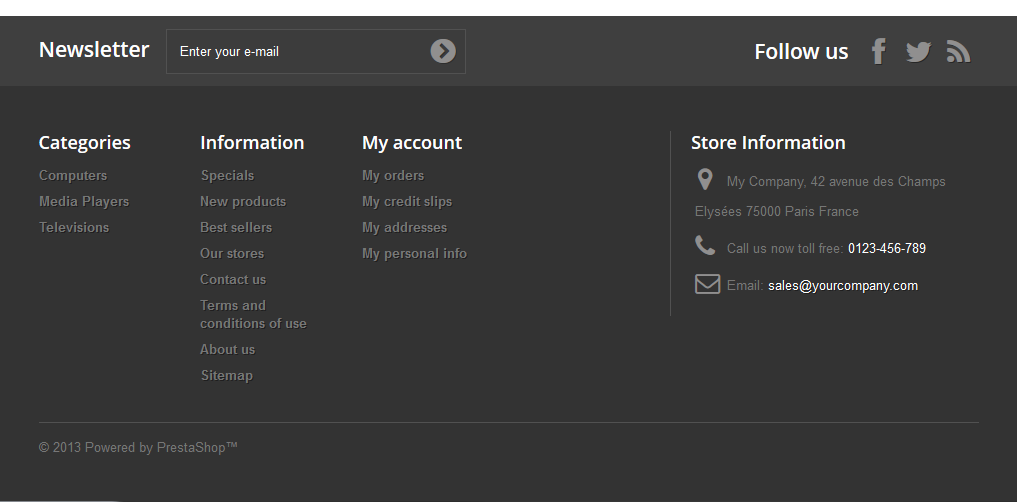 Newsletter
Enter your e-mail
Follow us
Categories
Computers
Media Players
Televisions
Information
Specials
New products
Best sellers
Our stores
Contact us
Terms and
conditions of use
About us
Sitemap
My account
My orders
My credit slips
My addresses
My personal info
Store Information
My Company, 42 avenue des Champs
Elysées 75000 Paris France
Call us now toll free: 0123-456-789
Email: sales@yourcompany.com
© 2013 Powered by PrestaShop™